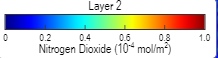 Layer 2
0 0.2 0.4 0.6 0.8 1.0
Nitrogen Dioxide (10⁻⁴ mol/m²)